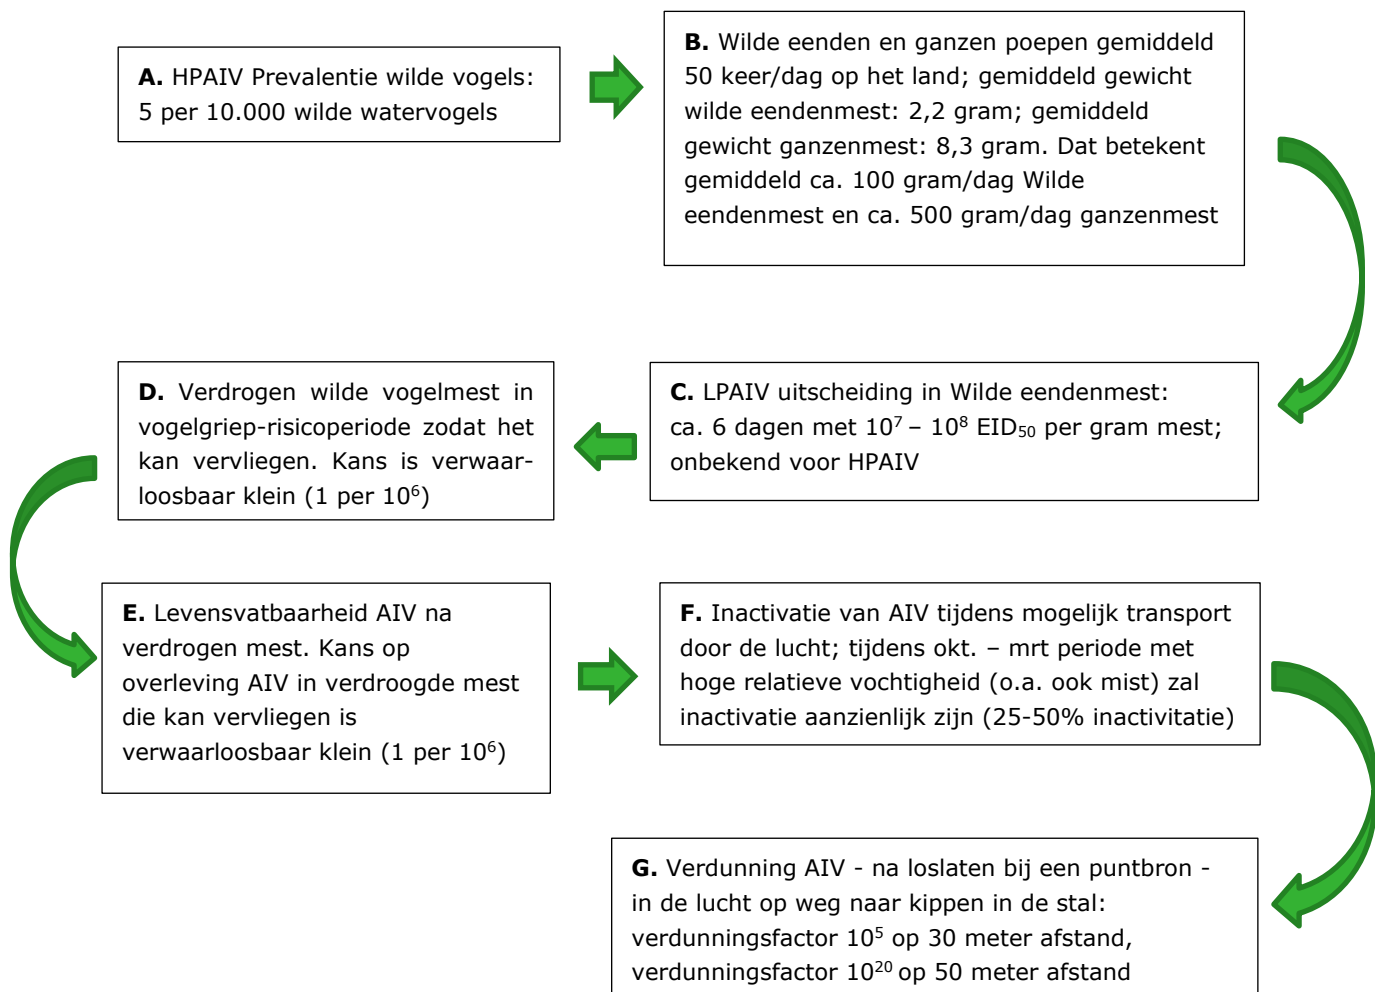 A. HPAIV Prevalentie wilde vogels:
5 per 10.000 wilde watervogels
B. Wilde eenden en ganzen poepen gemiddeld
50 keer/dag op het land; gemiddeld gewicht
wilde eendenmest: 2,2 gram; gemiddeld
gewicht ganzenmest: 8,3 gram. Dat betekent
gemiddeld ca. 100 gram/dag Wilde
eendenmest en ca. 500 gram/dag ganzenmest
C. LPAIV uitscheiding in Wilde eendenmest:
ca. 6 dagen met 10⁷ – 10⁸ EID₅₀ per gram mest;
onbekend voor HPAIV
D. Verdrogen wilde vogelmest in
vogelgriep-risicoperiode zodat het
kan vervliegen. Kans is verwaar-
loosbaar klein (1 per 10⁶)
E. Levensvatbaarheid AIV na
verdrogen mest. Kans op
overleving AIV in verdroogde mest
die kan vervliegen is
verwaarloosbaar klein (1 per 10⁶)
F. Inactivatie van AIV tijdens mogelijk transport
door de lucht; tijdens okt. – mrt periode met
hoge relatieve vochtigheid (o.a. ook mist) zal
inactivatie aanzienlijk zijn (25-50% inactivitatie)
G. Verdunning AIV - na loslaten bij een puntbron -
in de lucht op weg naar kippen in de stal:
verdunningsfactor 10⁵ op 30 meter afstand,
verdunningsfactor 10²⁰ op 50 meter afstand